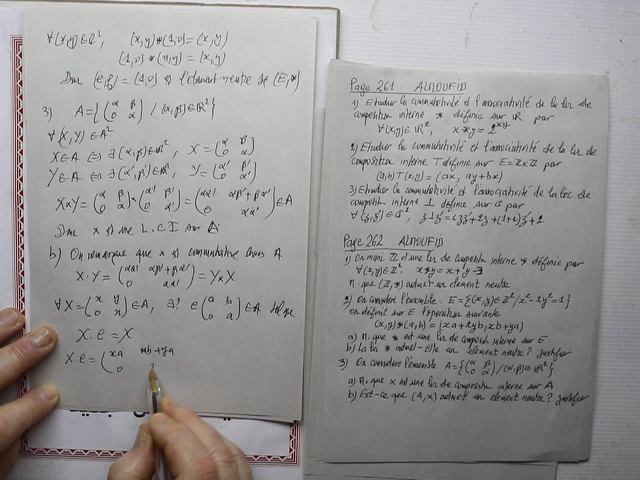 ∀(x,y)∈ℝ², (x,y)*(1,0)=(x,y)
(1,0)*(x,y)=(x,y)
Donc (e,f)=(1,0) est l'élément neutre de (E,*)
3) A={(α β; 0 α) / (α,β)∈ℝ²}
∀(X,Y)∈A²
X∈A ⇔ ∃(α,β)∈ℝ², X=(α β; 0 α)
Y∈A ⇔ ∃(α',β')∈ℝ², Y=(α' β'; 0 α')
X×Y=(α β; 0 α)×(α' β'; 0 α')=(αα' αβ'+βα'; 0 αα')∈A
Donc × est une L.C.I sur A
b) On remarque que × est commutative dans A
X·Y=(αα' αβ'+βα'; 0 αα')=Y×X
∀X=(x y; 0 x)∈A, ∃? e(a b; 0 a)∈A tel que
X·e=X
X·e=(xa xb+ya
0
Page 261 ALMOUFID
1) Etudier la commutativité et l'associativité de la loi de
composition interne * définie sur ℝ par
∀(x,y)∈ℝ², x*y=2^xy
2) Etudier la commutativité et l'associativité de la loi de
composition interne T définie sur E=ℤ×ℤ par
(a,b)T(x,y)=(ax, ay+bx)
3) Etudier la commutativité et l'associativité de la loi de
composition interne ⊥ définie sur ℂ par
Page 262 ALMOUFID
1) On munit ℤ est une loi de composit interne * définie par
∀(x,y)∈ℤ² x*y=x+y-3
M. que (ℤ,*) admet un élément neutre
2) On considère l'ensemble E={(x,y)∈ℤ²/x²-2y²=1}
on définit sur E l'opération suivante
(x,y)*(a,b)=(xa+2yb,xb+ya)
a) M. que * est une loi de composit interne sur E
b) La loi * admet-elle un élément neutre? justifier
3) On considère l'ensemble A={(α β; 0 α)/(α,β)∈ℝ²}
a) M. que × est une loi de composition interne sur A
b) Est-ce que (A,×) admet un élément neutre? justifier